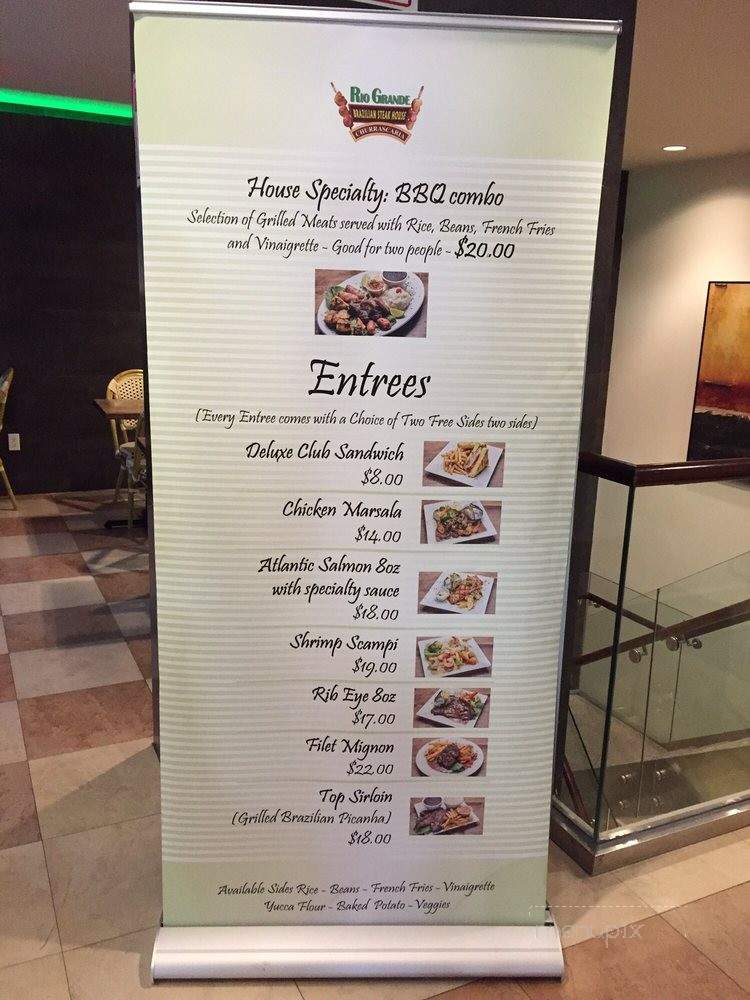 Rio Grande
BRAZILIAN STEAK HOUSE
CHURRASCARIA
House Specialty: BBQ combo
Selection of Grilled Meats served with Rice, Beans, French Fries
and Vinaigrette - Good for two people - $20.00
Entrees
(Every Entree comes with a Choice of Two Free Sides two sides)
Deluxe Club Sandwich
$8.00
Chicken Marsala
$14.00
Atlantic Salmon 8oz
with specialty sauce
$18.00
Shrimp Scampi
$19.00
Rib Eye 8oz
$17.00
Filet Mignon
$22.00
Top Sirloin
(Grilled Brazilian Picanha)
$18.00
Available Sides Rice - Beans - French Fries - Vinaigrette
Yucca Flour - Baked Potato - Veggies
menupix